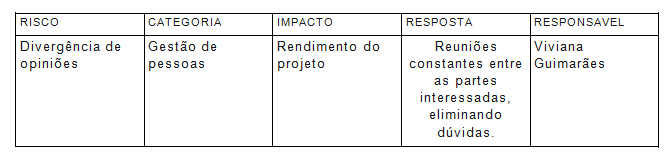 RISCO CATEGORIA IMPACTO RESPOSTA RESPONSAVEL
Divergência de
opiniões
Gestão de
pessoas
Rendimento do
projeto
Reuniões
constantes entre
as partes
interessadas,
eliminando
dúvidas.
Viviana
Guimarães